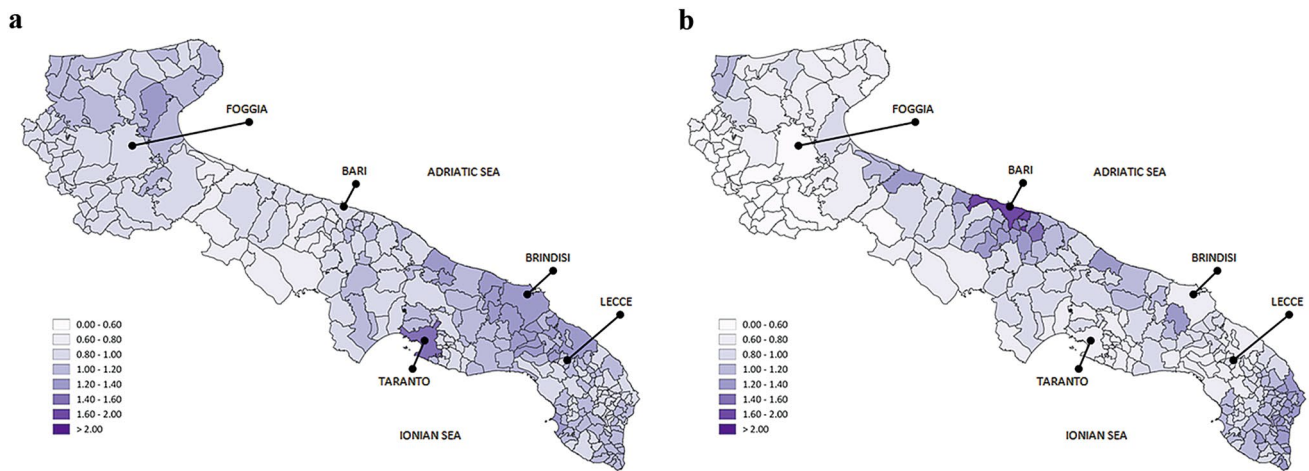 a
FOGGIA
BARI
ADRIATIC SEA
BRINDISI
LECCE
TARANTO
IONIAN SEA
0.00 - 0.60
0.60 - 0.80
0.80 - 1.00
1.00 - 1.20
1.20 - 1.40
1.40 - 1.60
1.60 - 2.00
> 2.00
b
FOGGIA
BARI
ADRIATIC SEA
BRINDISI
LECCE
TARANTO
IONIAN SEA
0.00 - 0.60
0.60 - 0.80
0.80 - 1.00
1.00 - 1.20
1.20 - 1.40
1.40 - 1.60
1.60 - 2.00
> 2.00